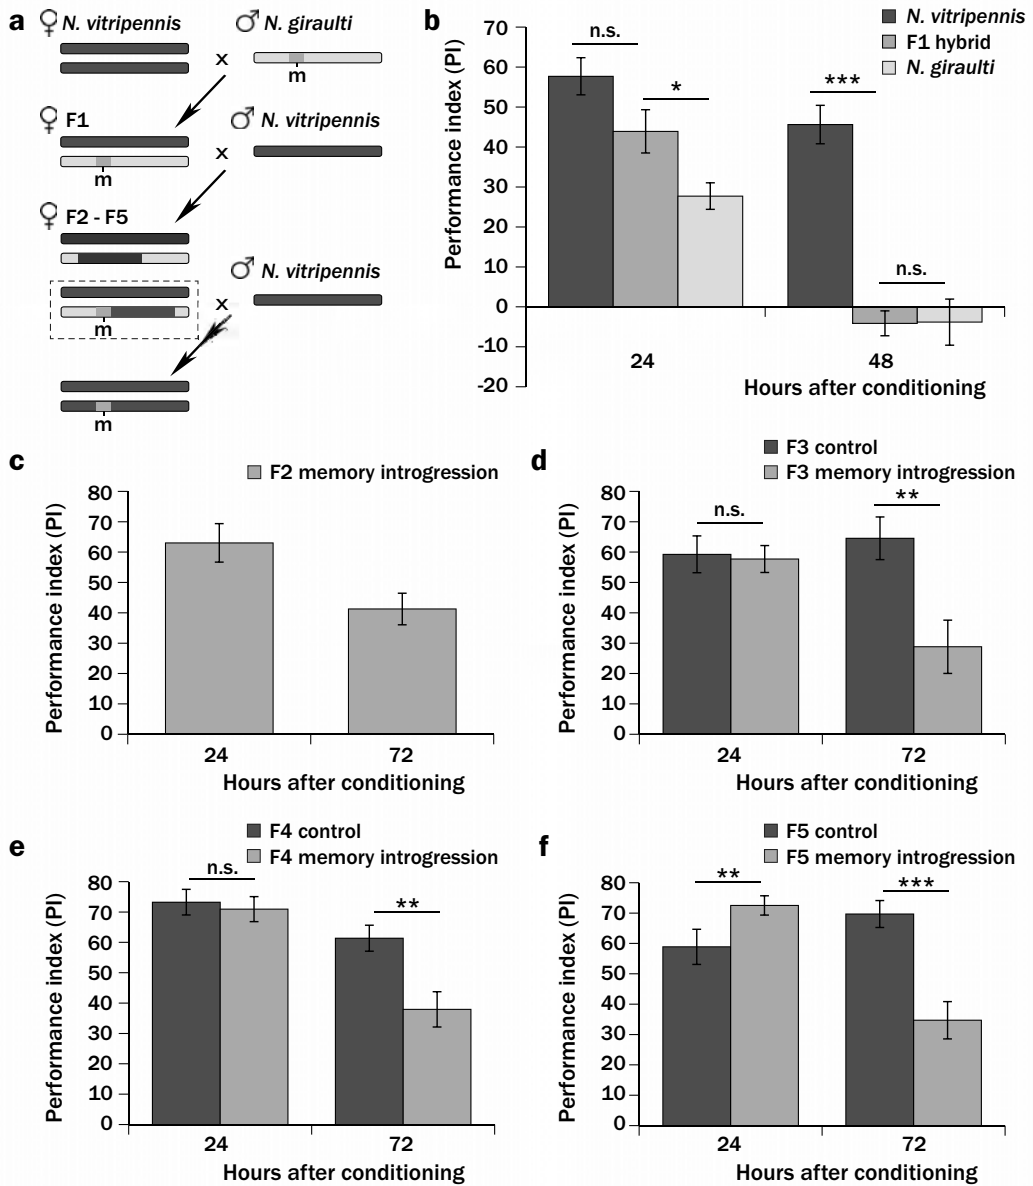 a
♀ N. vitripennis
♂ N. giraulti
x
m
♀ F1
♂ N. vitripennis
x
m
♀ F2 - F5
♂ N. vitripennis
x
m
m
b
N. vitripennis
F1 hybrid
N. giraulti
Performance index (PI)
70
60
50
40
30
20
10
0
-10
-20
n.s.
*
***
n.s.
24
48
Hours after conditioning
c
F2 memory introgression
Performance index (PI)
80
70
60
50
40
30
20
10
0
24
72
Hours after conditioning
d
F3 control
F3 memory introgression
Performance index (PI)
80
70
60
50
40
30
20
10
0
n.s.
**
24
72
Hours after conditioning
e
F4 control
F4 memory introgression
Performance index (PI)
80
70
60
50
40
30
20
10
0
n.s.
**
24
72
Hours after conditioning
f
F5 control
F5 memory introgression
Performance index (PI)
80
70
60
50
40
30
20
10
0
**
***
24
72
Hours after conditioning